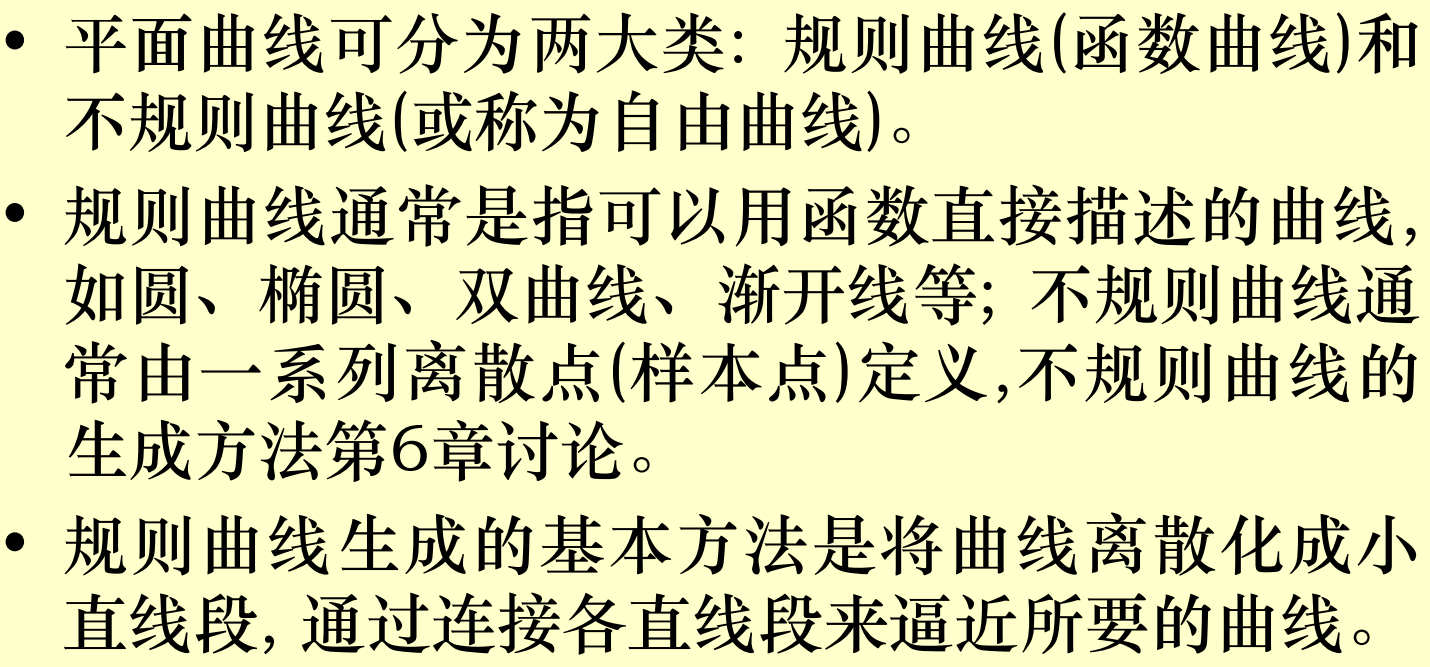 • 平面曲线可分为两大类: 规则曲线(函数曲线)和
不规则曲线(或称为自由曲线)。
• 规则曲线通常是指可以用函数直接描述的曲线,
如圆、椭圆、双曲线、渐开线等; 不规则曲线通
常由一系列离散点(样本点)定义,不规则曲线的
生成方法第6章讨论。
• 规则曲线生成的基本方法是将曲线离散化成小
直线段, 通过连接各直线段来逼近所要的曲线。